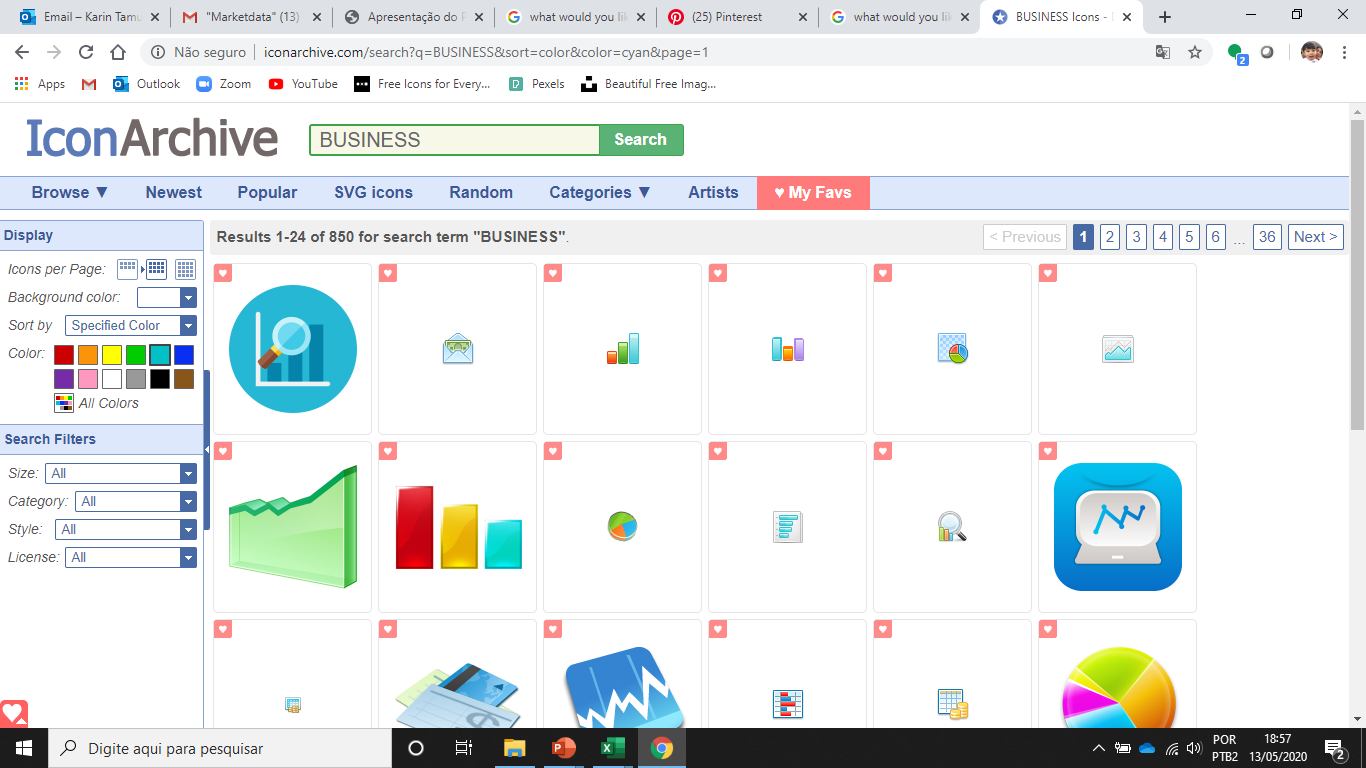 Email – Karin Tamu
"Marketdata" (13)
Apresentação do P
what would you lik
(25) Pinterest
what would you lik
BUSINESS Icons -
Não seguro
iconarchive.com/search?q=BUSINESS&sort=color&color=cyan&page=1
2
Apps
Outlook
Zoom
YouTube
Free Icons for Every...
Pexels
Beautiful Free Imag...
IconArchive
BUSINESS
Search
Browse ▼
Newest
Popular
SVG icons
Random
Categories ▼
Artists
♥ My Favs
Display
Icons per Page:
Background color:
Sort by Specified Color
Color:
All Colors
Search Filters
Size: All
Category: All
Style: All
License: All
Results 1-24 of 850 for search term "BUSINESS".
< Previous 1 2 3 4 5 6 ... 36 Next >
Digite aqui para pesquisar
POR
PTB2
18:57
13/05/2020
2